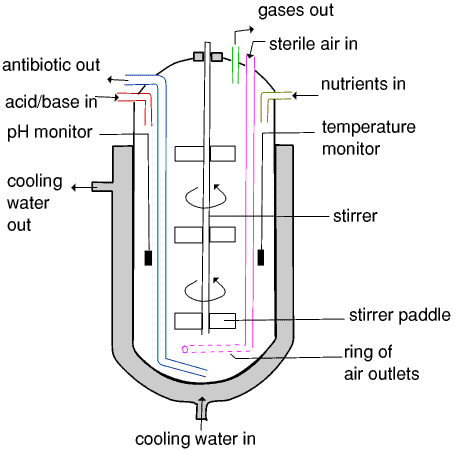 gases out
sterile air in
antibiotic out
nutrients in
acid/base in
pH monitor
temperature
monitor
cooling
water
out
stirrer
stirrer paddle
ring of
air outlets
cooling water in